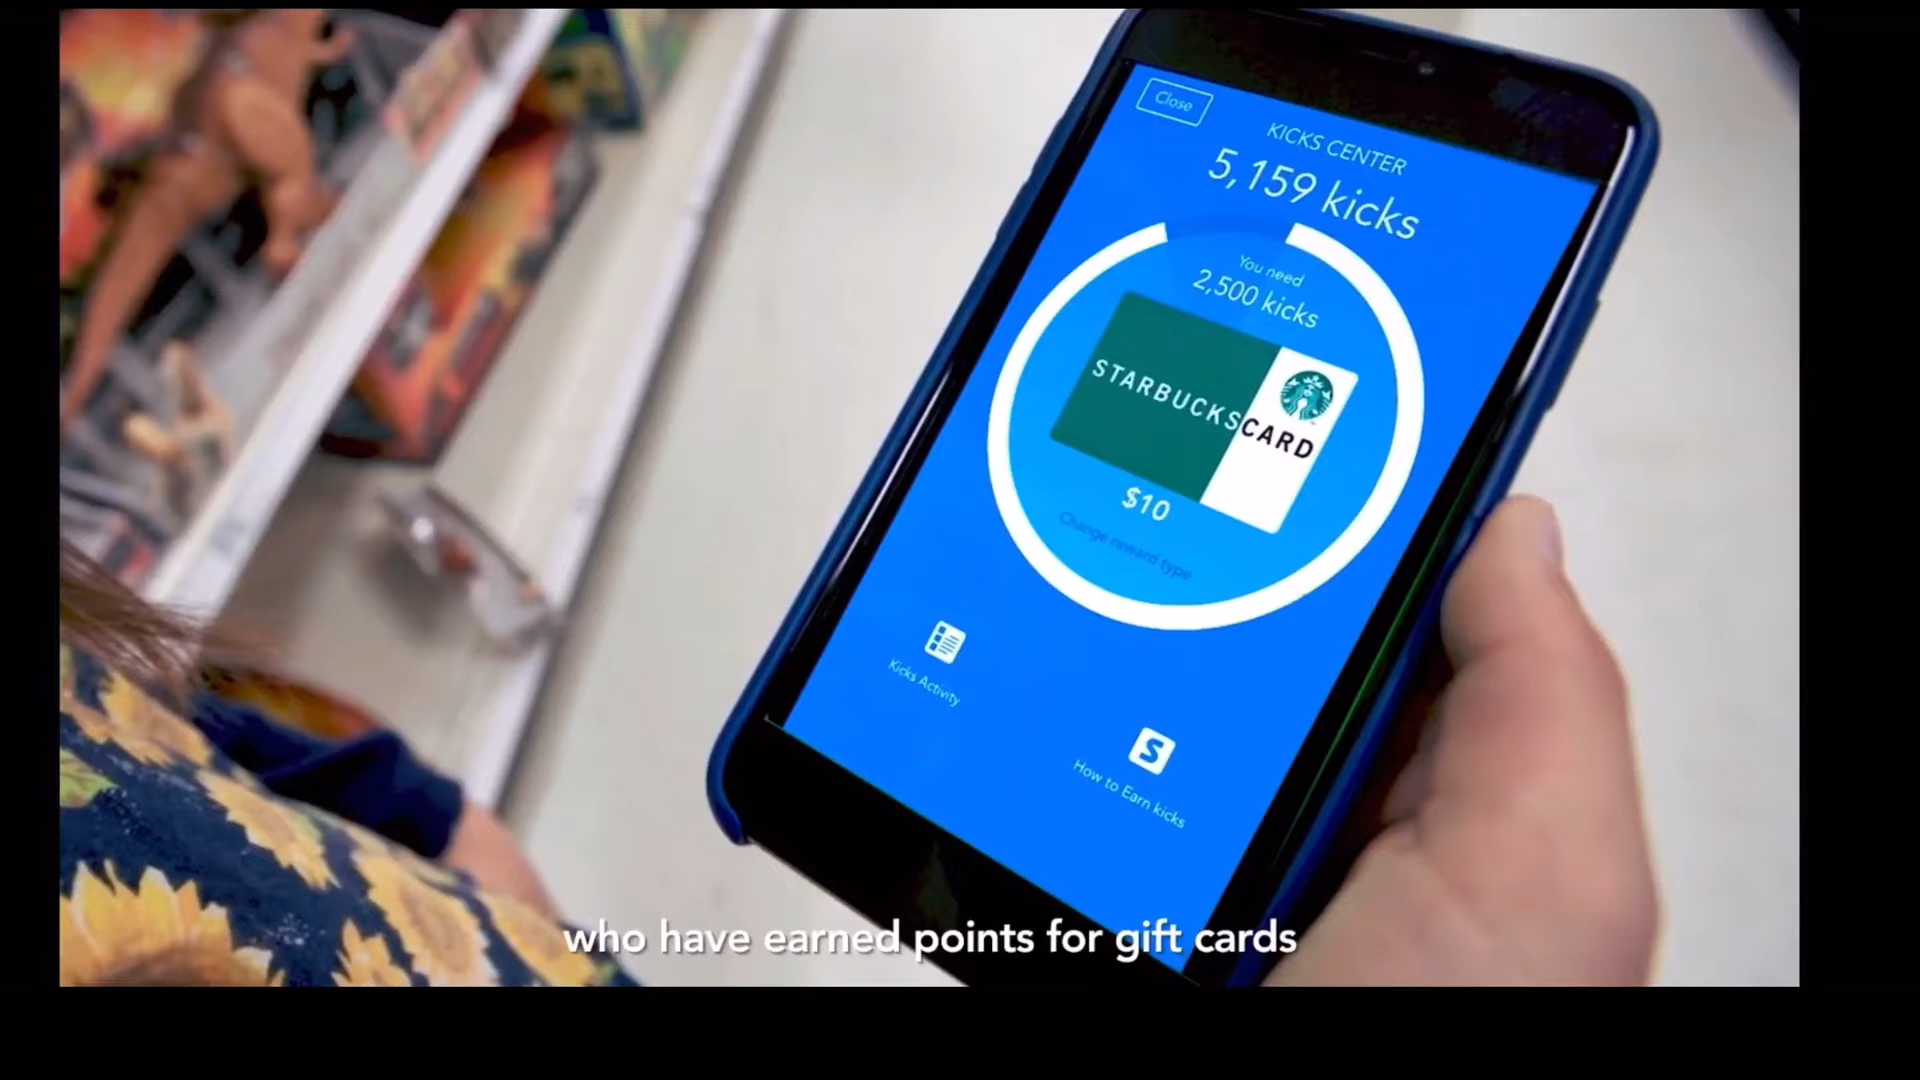 Close
KICKS CENTER
5,159 kicks
You need
2,500 kicks
STARBUCKS CARD
$10
Change reward type
Kicks Activity
S
How to Earn kicks
who have earned points for gift cards